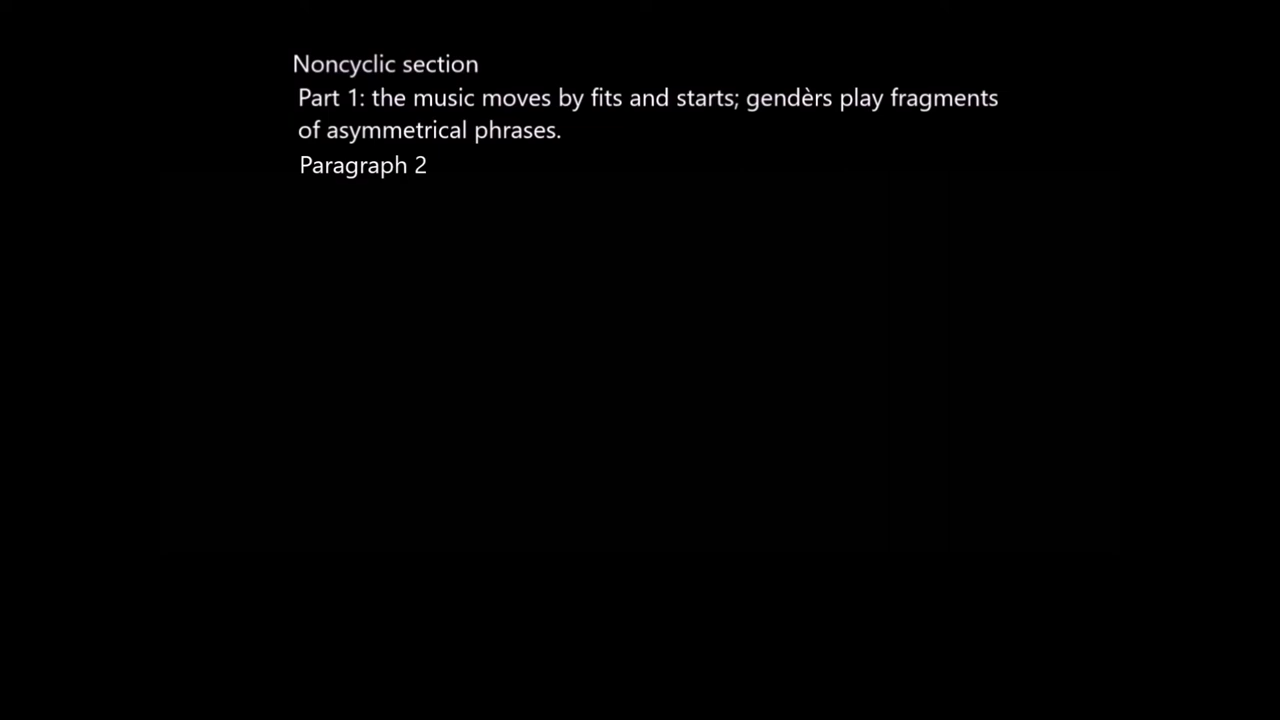 Noncyclic section
Part 1: the music moves by fits and starts; gendèrs play fragments
of asymmetrical phrases.
Paragraph 2